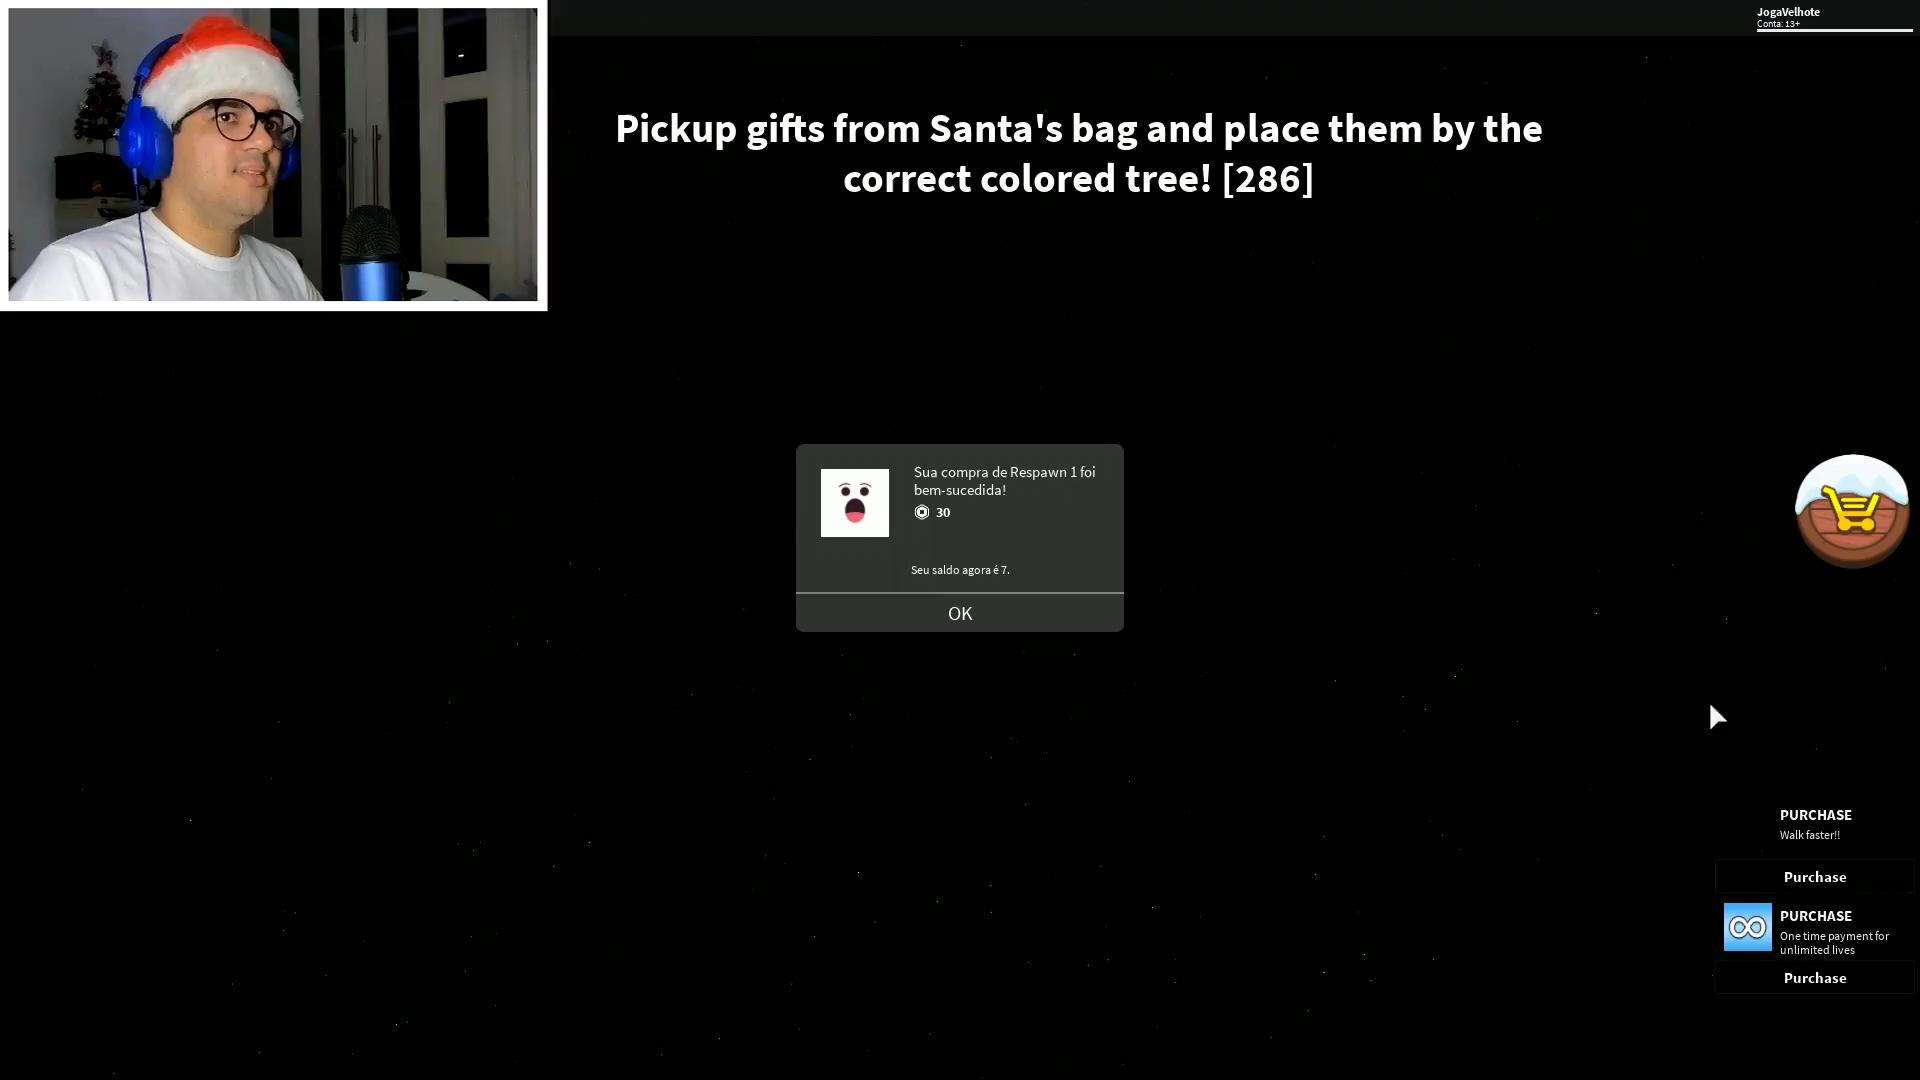 JogaVelhote
Conta: 13+
Pickup gifts from Santa's bag and place them by the
correct colored tree! [286]
Sua compra de Respawn 1 foi
bem-sucedida!
30
Seu saldo agora é 7.
OK
PURCHASE
Walk faster!!
Purchase
PURCHASE
One time payment for
unlimited lives
Purchase